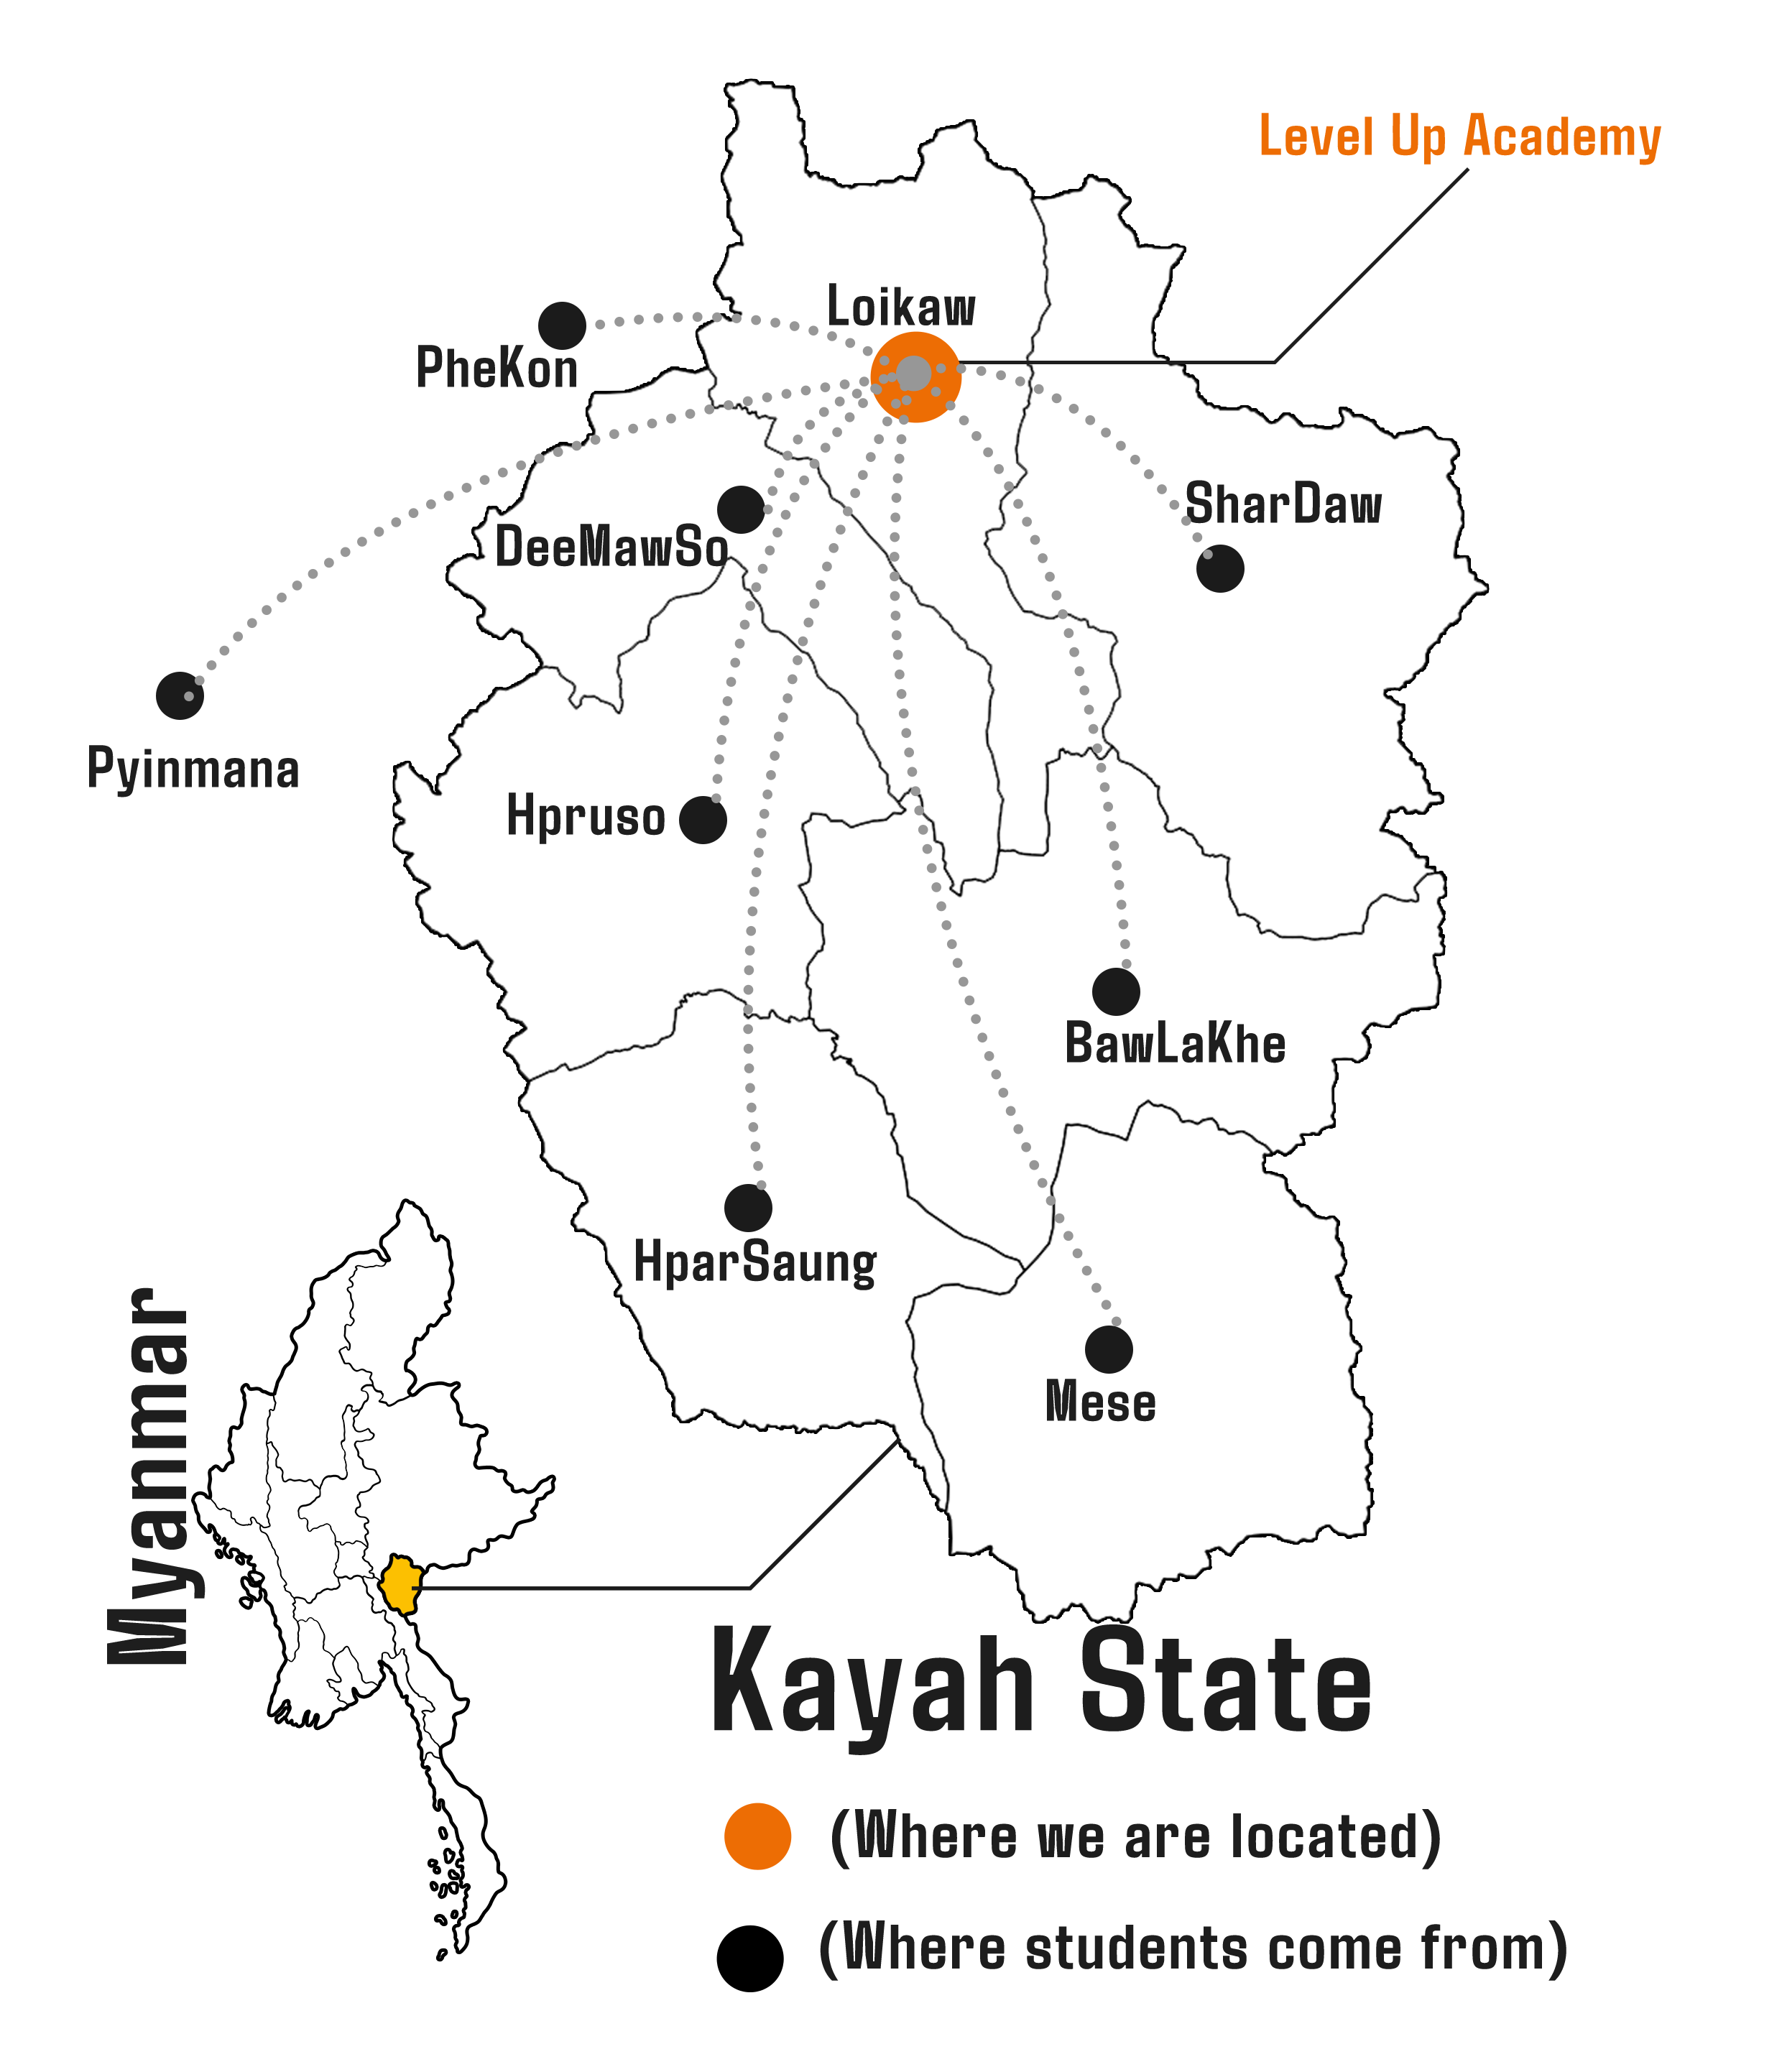 Level Up Academy
Loikaw
PheKon
SharDaw
DeeMawSo
Pyinmana
Hpruso
BawLaKhe
HparSaung
Mese
Myanmar
Kayah State
(Where we are located)
(Where students come from)